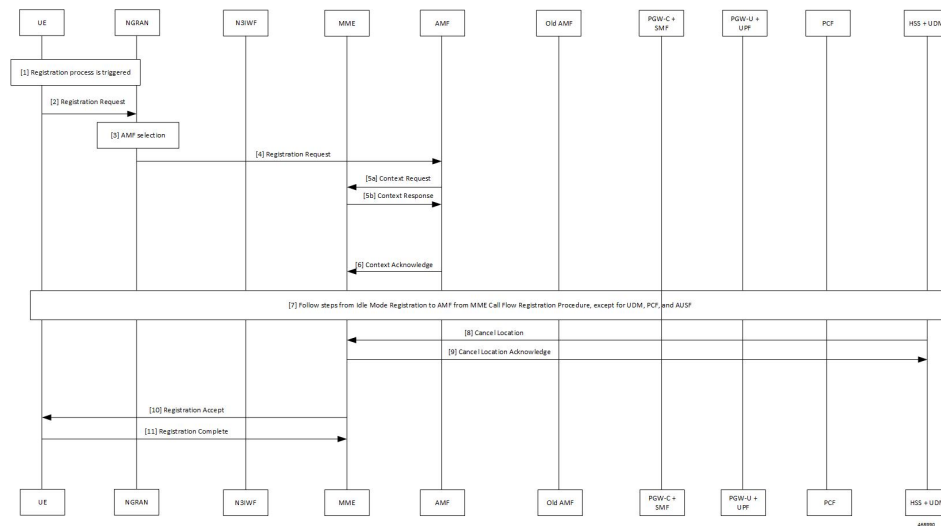 UE
NGRAN
N3IWF
MME
AMF
Old AMF
PGW-C +
SMF
PGW-U +
UPF
PCF
HSS + UDM
[1] Registration process is triggered
[2] Registration Request
[3] AMF selection
[4] Registration Request
[5a] Context Request
[5b] Context Response
[6] Context Acknowledge
[7] Follow steps from Idle Mode Registration to AMF from MME Call Flow Registration Procedure, except for UDM, PCF, and AUSF
[8] Cancel Location
[9] Cancel Location Acknowledge
[10] Registration Accept
[11] Registration Complete
UE
NGRAN
N3IWF
MME
AMF
Old AMF
PGW-C +
SMF
PGW-U +
UPF
PCF
HSS + UDM